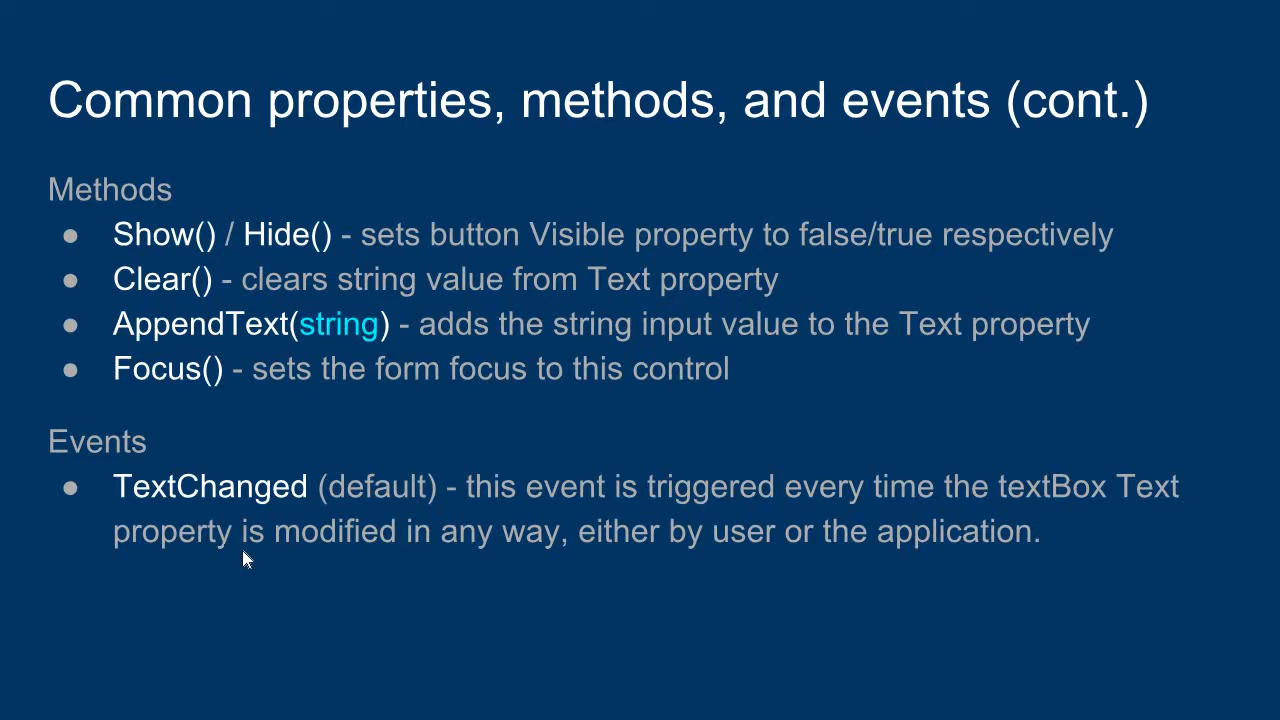 Common properties, methods, and events (cont.)
Methods
● Show() / Hide() - sets button Visible property to false/true respectively
● Clear() - clears string value from Text property
● AppendText(string) - adds the string input value to the Text property
● Focus() - sets the form focus to this control
Events
● TextChanged (default) - this event is triggered every time the textBox Text
property is modified in any way, either by user or the application.